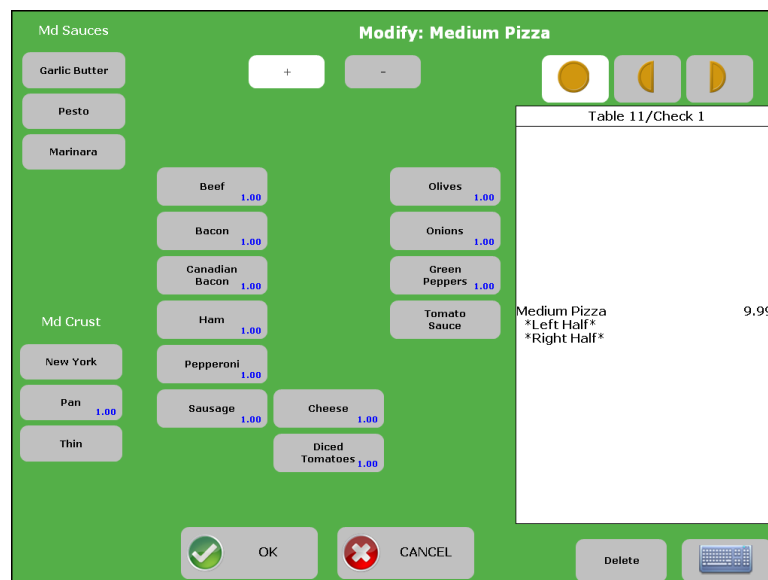 Md Sauces
Modify: Medium Pizza
Garlic Butter
+
-
Pesto
Table 11/Check 1
Marinara
Beef
1.00
Olives
1.00
Bacon
1.00
Onions
1.00
Canadian
Bacon
1.00
Green
Peppers
1.00
Md Crust
Ham
1.00
Tomato
Sauce
Medium Pizza 9.99
*Left Half*
*Right Half*
New York
Pepperoni
1.00
Pan
1.00
Sausage
1.00
Cheese
1.00
Thin
Diced
Tomatoes
1.00
OK
CANCEL
Delete